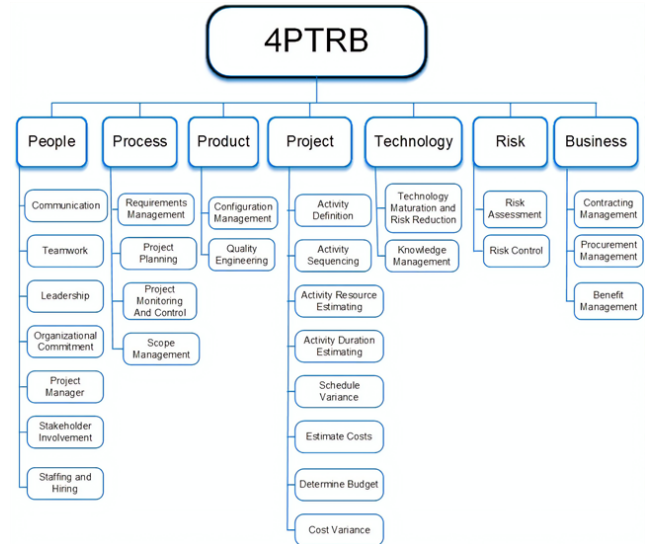 4PTRB
People
Process
Product
Project
Technology
Risk
Business
Communication
Teamwork
Leadership
Organizational
Commitment
Project
Manager
Stakeholder
Involvement
Staffing and
Hiring
Requirements
Management
Project
Planning
Project
Monitoring
And Control
Scope
Management
Configuration
Management
Quality
Engineering
Activity
Definition
Activity
Sequencing
Activity Resource
Estimating
Activity Duration
Estimating
Schedule
Variance
Estimate Costs
Determine Budget
Cost Variance
Technology
Maturation and
Risk Reduction
Knowledge
Management
Risk
Assessment
Risk Control
Contracting
Management
Procurement
Management
Benefit
Management